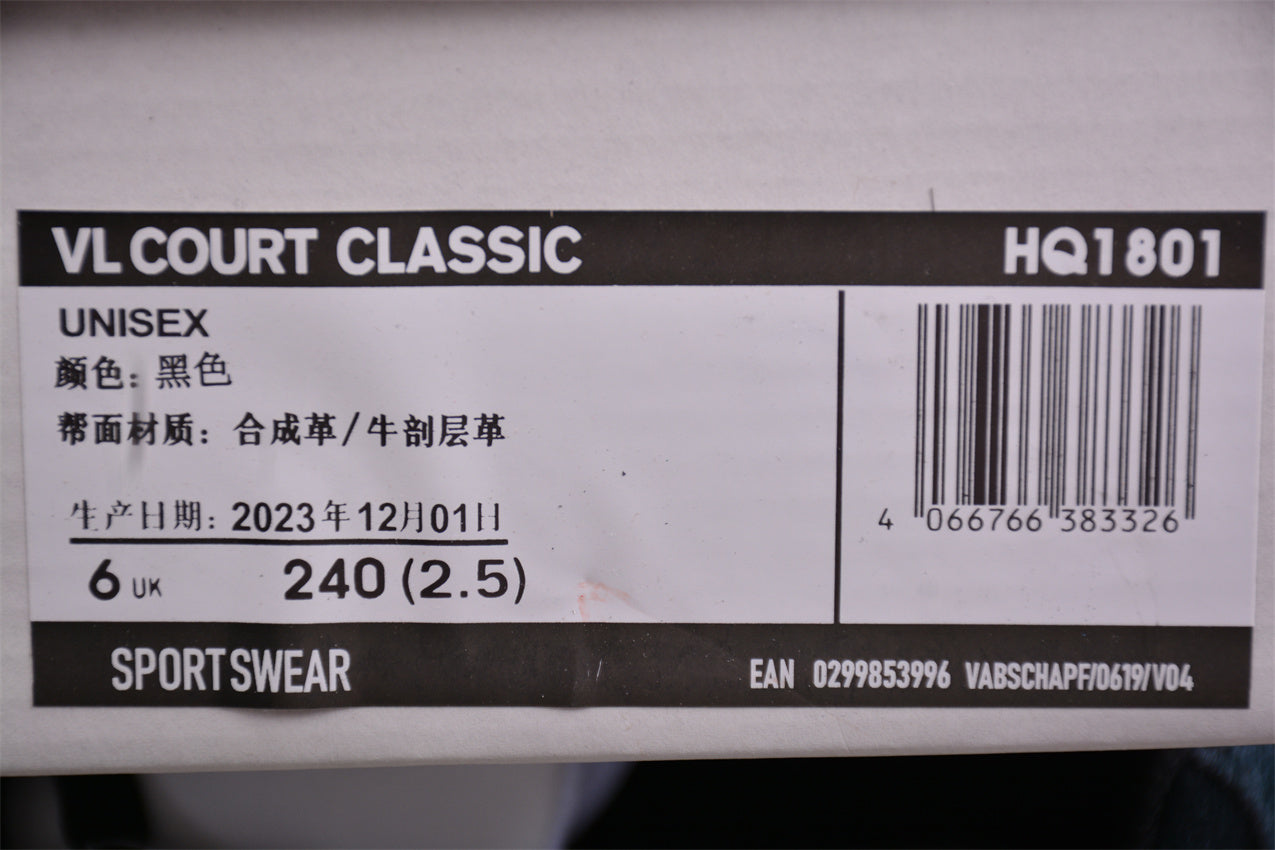 VL COURT CLASSIC HQ1801
UNISEX
颜色: 黑色
帮面材质: 合成革/牛剖层革
生产日期: 2023年12月01日
6 UK 240 (2.5)
4 066766 383326
SPORTSWEAR
EAN 0299853996 VABSCHAPF/0619/V04